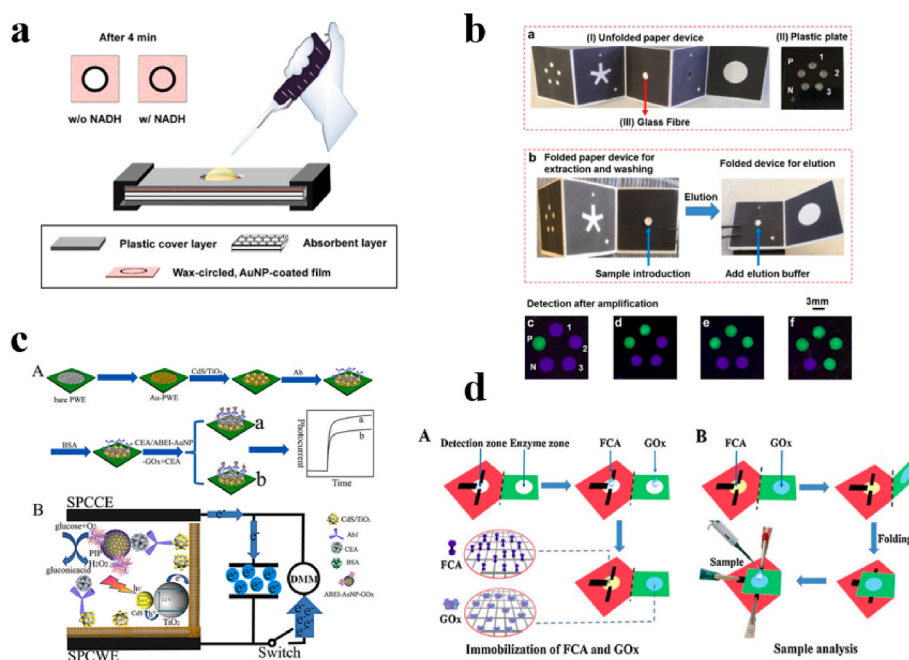 a
After 4 min
w/o NADH
w/ NADH
Plastic cover layer
Absorbent layer
Wax-circled, AuNP-coated film
b
a
(I) Unfolded paper device
(II) Plastic plate
P
1
2
N
3
(III) Glass Fibre
b
Folded paper device for
extraction and washing
Folded device for elution
Elution
Sample introduction
Add elution buffer
Detection after amplification
3mm
c
1
P
2
N
3
d
e
f
c
A
bare PWE
Au-PWE
CdS/TiO₂
Ab
BSA
CEA/ABEI-AuNP
-GOx+CEA
a
b
Photocurrent
a
b
Time
B
SPCCE
glucose+O₂
PIP
H₂O₂
gluconicacid
hν
CdS
TiO₂
e⁻
DMM
Switch
SPCWE
CdS/TiO₂
Ab1
CEA
BSA
ABEI-AuNP-GOx
d
A
Detection zone Enzyme zone
FCA
GOx
FCA
GOx
Immobilization of FCA and GOx
B
FCA
GOx
Folding
Sample
Sample analysis